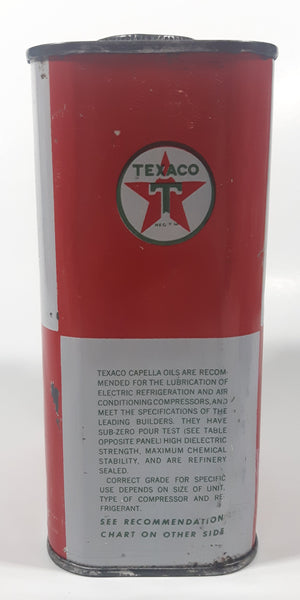 TEXACO
T
REG. T.M.
TEXACO CAPELLA OILS ARE RECOM-
MENDED FOR THE LUBRICATION OF
ELECTRIC REFRIGERATION AND AIR
CONDITIONING COMPRESSORS, AND
MEET THE SPECIFICATIONS OF THE
LEADING BUILDERS. THEY HAVE
SUB-ZERO POUR TEST (SEE TABLE
OPPOSITE PANEL) HIGH DIELECTRIC
STRENGTH, MAXIMUM CHEMICAL
STABILITY, AND ARE REFINERY
SEALED.
CORRECT GRADE FOR SPECIFIC
USE DEPENDS ON SIZE OF UNIT,
TYPE OF COMPRESSOR AND RE-
FRIGERANT.
SEE RECOMMENDATION
CHART ON OTHER SIDE